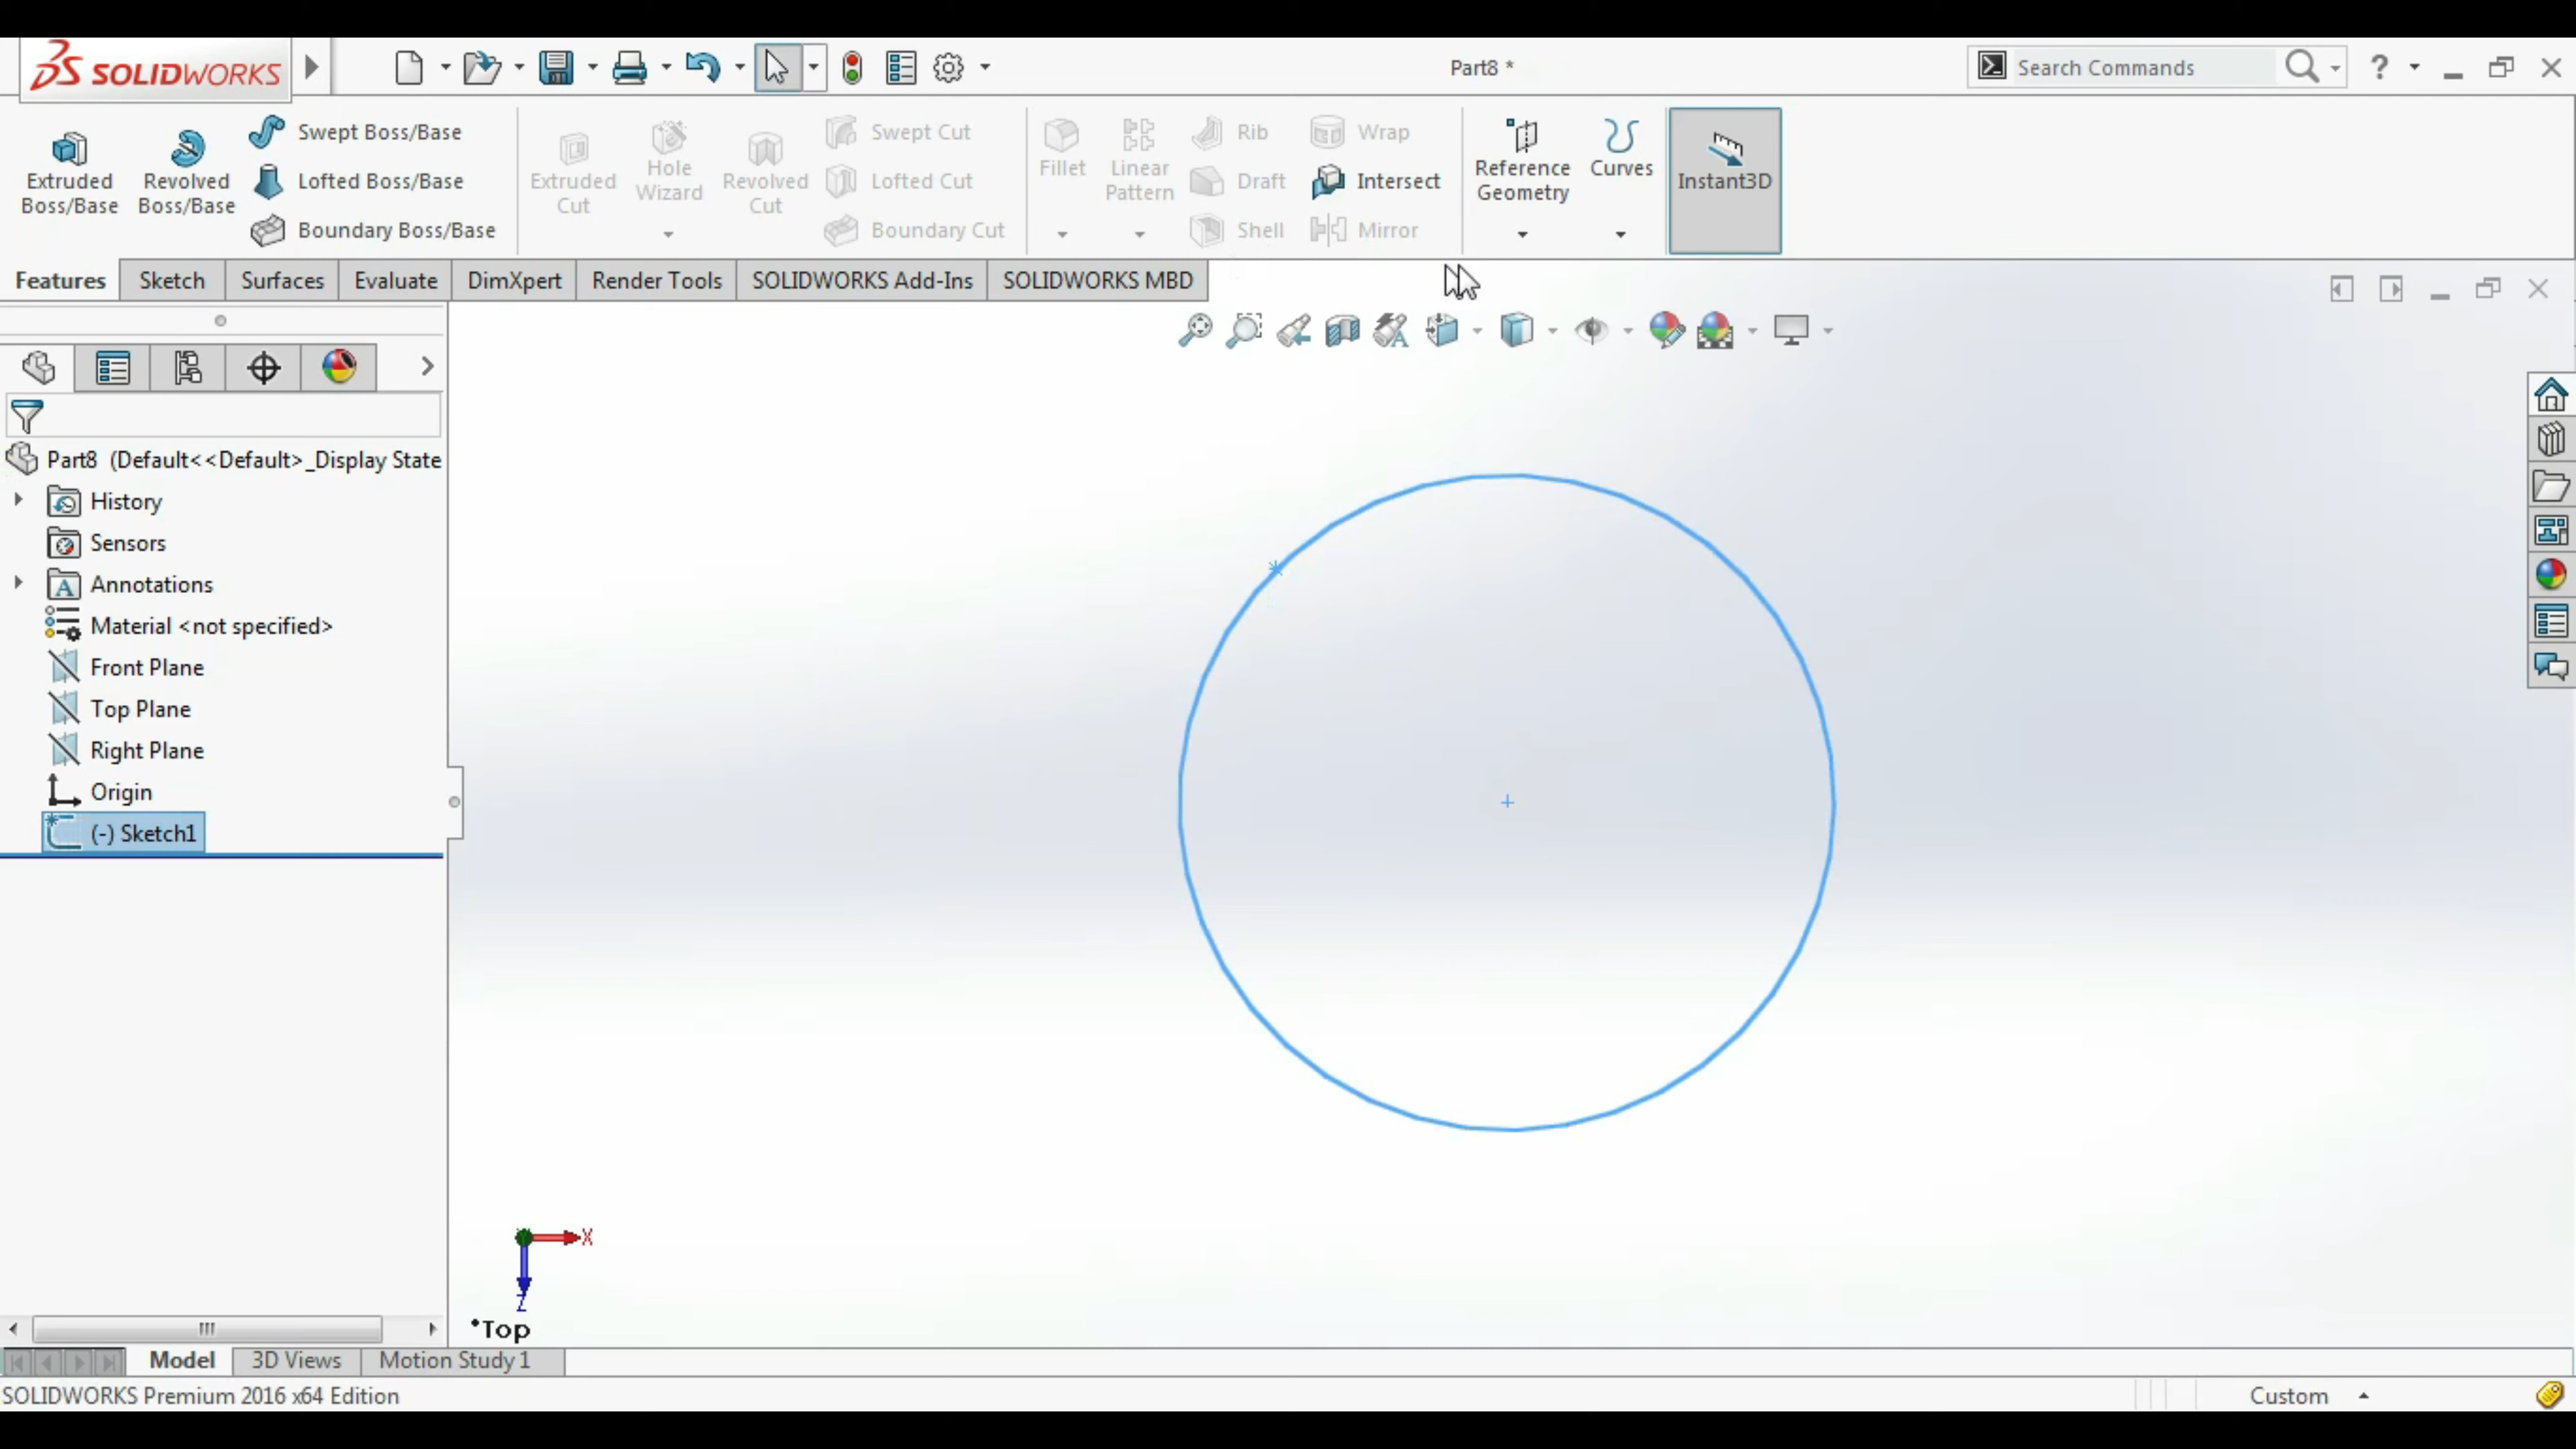 SOLIDWORKS
Part8 *
Search Commands
?
Extruded Boss/Base
Revolved Boss/Base
Swept Boss/Base
Lofted Boss/Base
Boundary Boss/Base
Extruded Cut
Hole Wizard
Revolved Cut
Swept Cut
Lofted Cut
Boundary Cut
Fillet
Linear Pattern
Rib
Draft
Shell
Wrap
Intersect
Mirror
Reference Geometry
Curves
Instant3D
Features
Sketch
Surfaces
Evaluate
DimXpert
Render Tools
SOLIDWORKS Add-Ins
SOLIDWORKS MBD
Part8 (Default<<Default>_Display State
History
Sensors
Annotations
Material <not specified>
Front Plane
Top Plane
Right Plane
Origin
(-) Sketch1
X
Z
*Top
Model
3D Views
Motion Study 1
SOLIDWORKS Premium 2016 x64 Edition
Custom